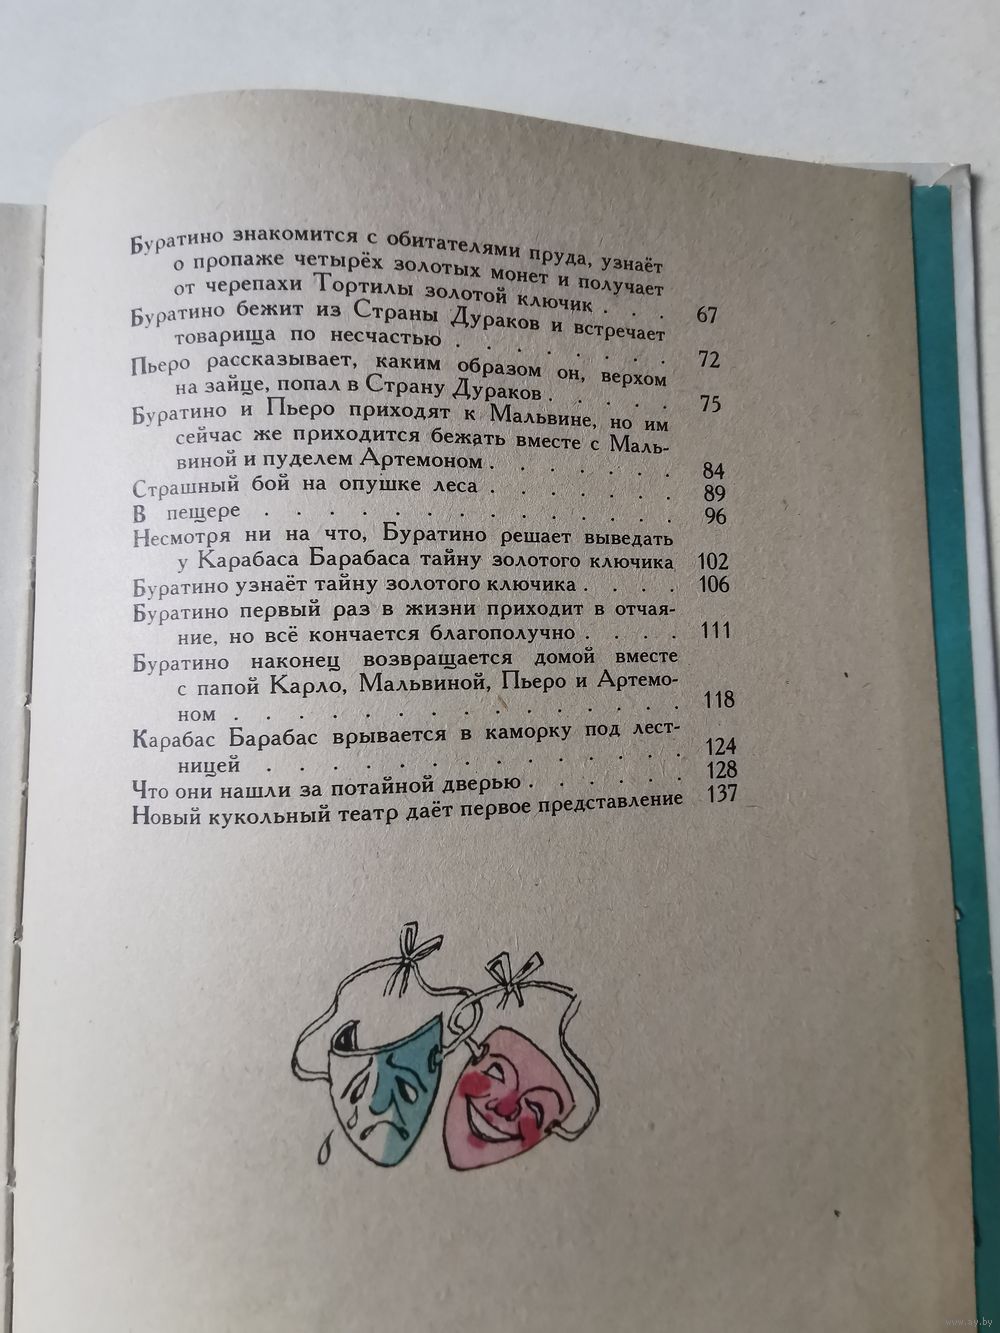 Буратино знакомится с обитателями пруда, узнаёт
о пропаже четырёх золотых монет и получает
от черепахи Тортилы золотой ключик . . . 67
Буратино бежит из Страны Дураков и встречает
товарища по несчастью . . . . . . . . 72
Пьеро рассказывает, каким образом он, верхом
на зайце, попал в Страну Дураков . . . . . 75
Буратино и Пьеро приходят к Мальвине, но им
сейчас же приходится бежать вместе с Маль-
виной и пуделем Артемоном . . . . . . . 84
Страшный бой на опушке леса . . . . . . . 89
В пещере . . . . . . . . . . . . . . 96
Несмотря ни на что, Буратино решает выведать
у Карабаса Барабаса тайну золотого ключика 102
Буратино узнаёт тайну золотого ключика . . . . 106
Буратино первый раз в жизни приходит в отчая-
ние, но всё кончается благополучно . . . . 111
Буратино наконец возвращается домой вместе
с папой Карло, Мальвиной, Пьеро и Артемо-
ном . . . . . . . . . . . . . . . 118
Карабас Барабас врывается в каморку под лест-
ницей . . . . . . . . . . . . . . 124
Что они нашли за потайной дверью . . . . . . 128
Новый кукольный театр даёт первое представление 137
www.ay.by